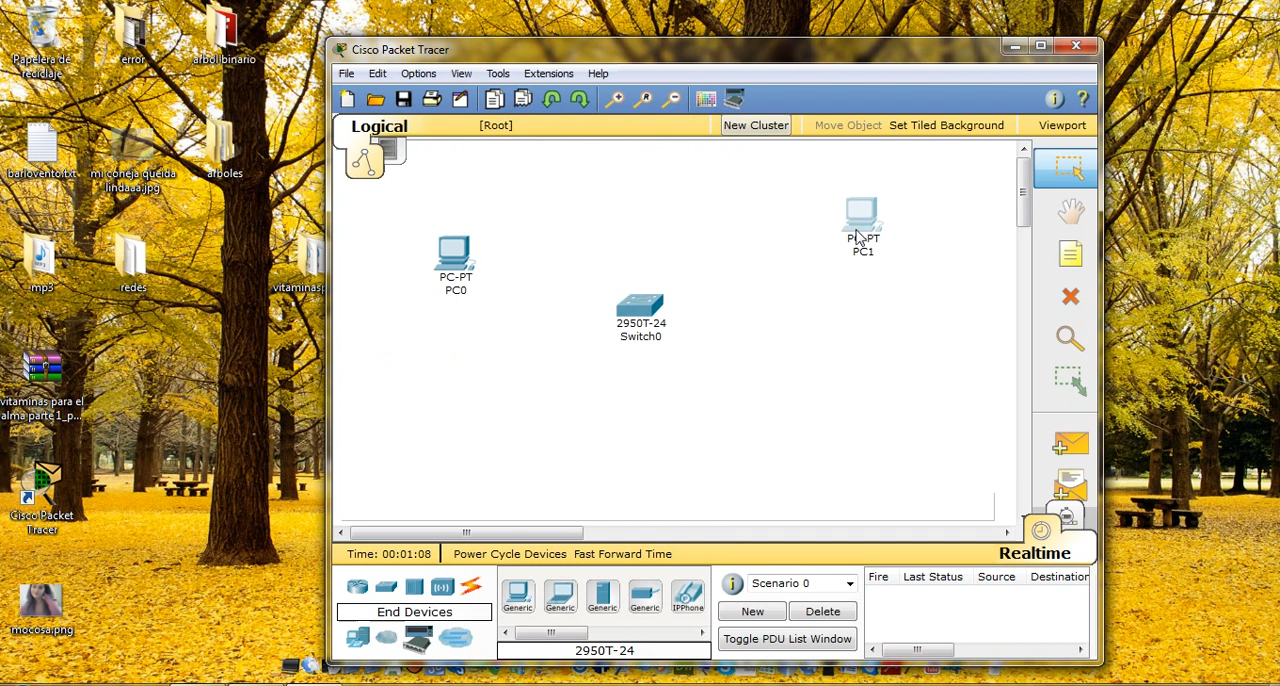 Papelera de
reciclaje
error
arbol binario
barlovento.txt
mi coneja queida
lindaaa.jpg
arboles
mp3
redes
vitaminasp
vitaminas para el
alma parte 1_p...
Cisco Packet
Tracer
mocosa.png
Cisco Packet Tracer
File Edit Options View Tools Extensions Help
Logical [Root] New Cluster Move Object Set Tiled Background Viewport
PC-PT
PC0
2950T-24
Switch0
PC-PT
PC1
Time: 00:01:08 Power Cycle Devices Fast Forward Time
Realtime
End Devices
Generic Generic Generic Generic IPPhone
2950T-24
Scenario 0
New Delete
Toggle PDU List Window
Fire Last Status Source Destination